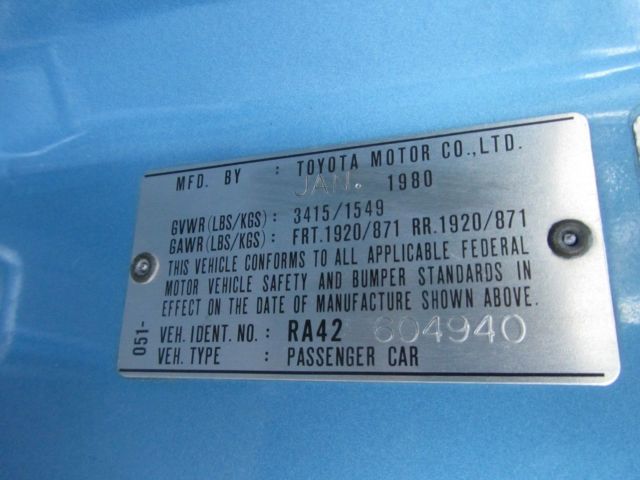 MFD. BY : TOYOTA MOTOR CO.,LTD.
JAN. 1980
GVWR(LBS/KGS): 3415/1549
GAWR(LBS/KGS): FRT.1920/871 RR.1920/871
THIS VEHICLE CONFORMS TO ALL APPLICABLE FEDERAL
MOTOR VEHICLE SAFETY AND BUMPER STANDARDS IN
EFFECT ON THE DATE OF MANUFACTURE SHOWN ABOVE.
VEH. IDENT. NO.: RA42 604940
VEH. TYPE : PASSENGER CAR
051-